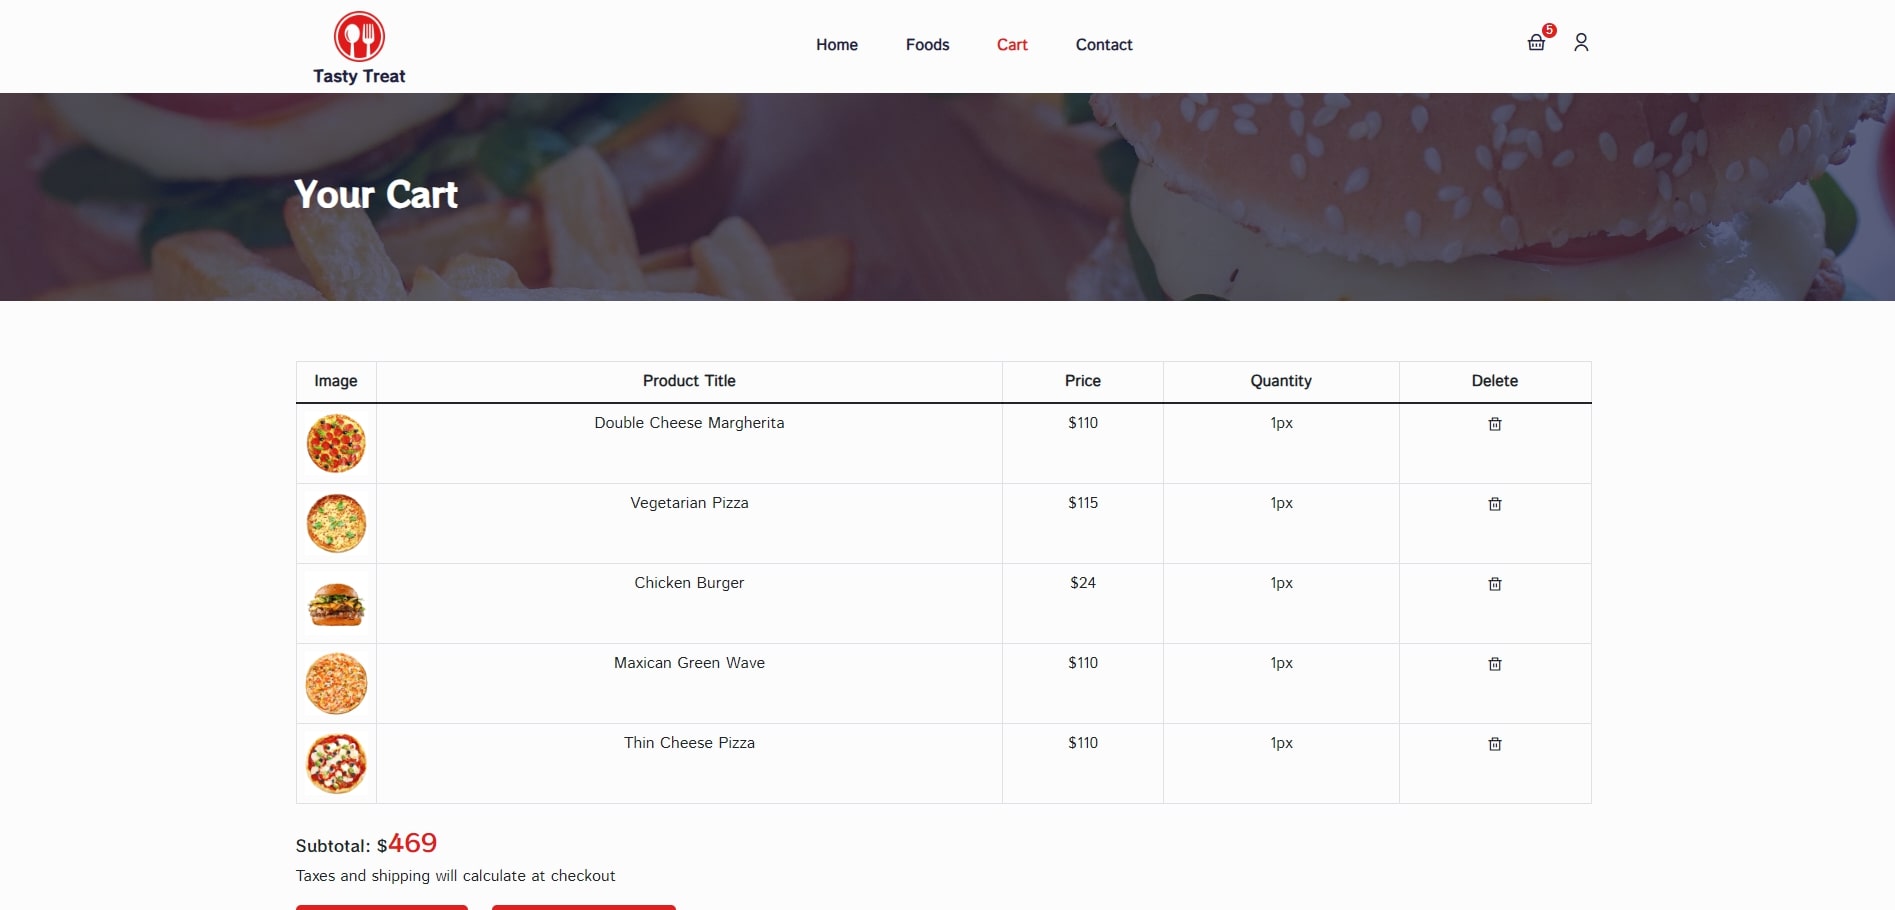 Tasty Treat
Home Foods Cart Contact
5
Your Cart
Image Product Title Price Quantity Delete
Double Cheese Margherita $110 1px
Vegetarian Pizza $115 1px
Chicken Burger $24 1px
Maxican Green Wave $110 1px
Thin Cheese Pizza $110 1px
Subtotal: $469
Taxes and shipping will calculate at checkout